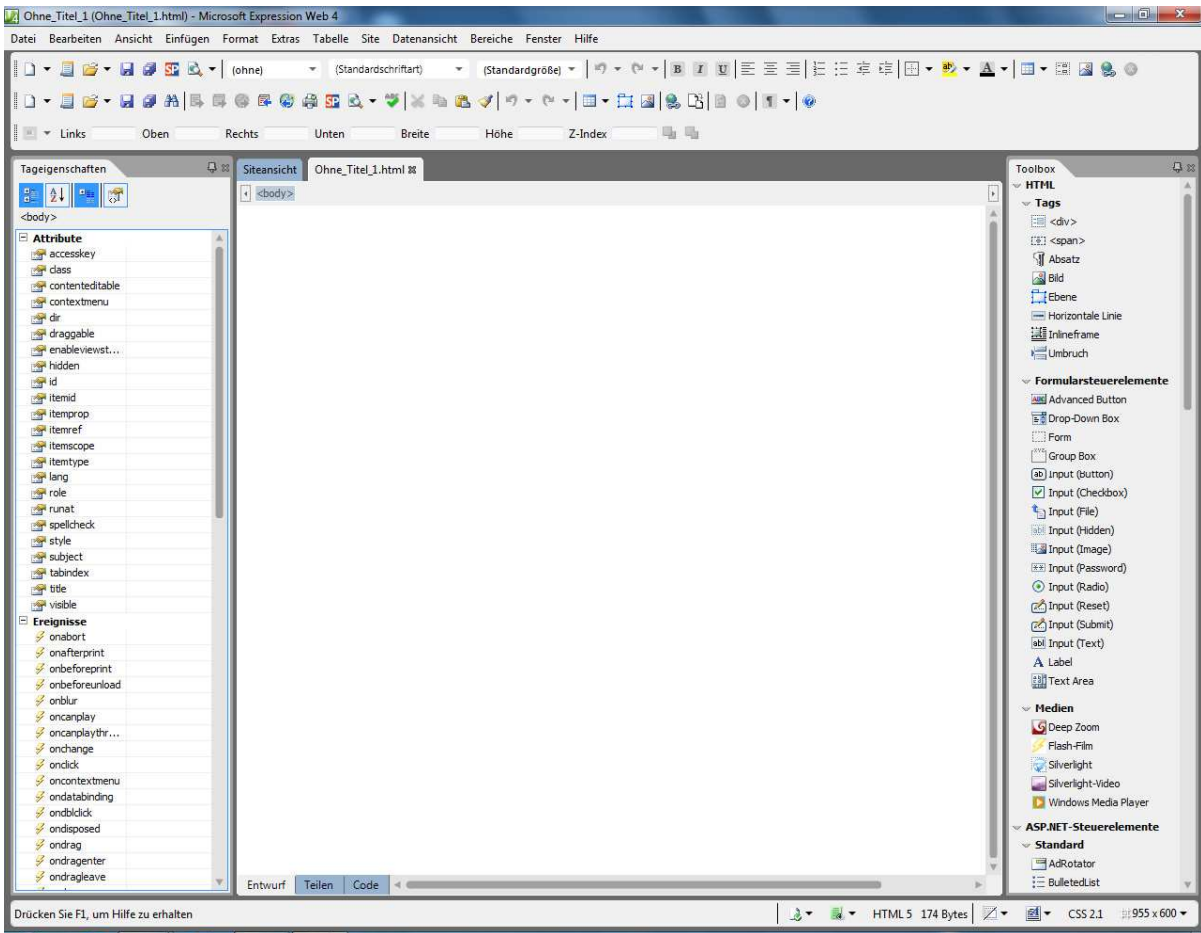 Ohne_Titel_1 (Ohne_Titel_1.html) - Microsoft Expression Web 4
Datei Bearbeiten Ansicht Einfügen Format Extras Tabelle Site Datenansicht Bereiche Fenster Hilfe
(ohne) (Standardschriftart) (Standardgröße)
Links Oben Rechts Unten Breite Höhe Z-Index
Tageigenschaften
<body>
Attribute
accesskey
class
contenteditable
contextmenu
dir
draggable
enableviewst...
hidden
id
itemid
itemprop
itemref
itemscope
itemtype
lang
role
runat
spellcheck
style
subject
tabindex
title
visible
Ereignisse
onabort
onafterprint
onbeforeprint
onbeforeunload
onblur
oncanplay
oncanplaythr...
onchange
onclick
oncontextmenu
ondatabinding
ondblclick
ondisposed
ondrag
ondragenter
ondragleave
Siteansicht Ohne_Titel_1.html
<body>
Entwurf Teilen Code
Toolbox
HTML
Tags
<div>
<span>
Absatz
Bild
Ebene
Horizontale Linie
Inlineframe
Umbruch
Formularsteuerelemente
Advanced Button
Drop-Down Box
Form
Group Box
Input (Button)
Input (Checkbox)
Input (File)
Input (Hidden)
Input (Image)
Input (Password)
Input (Radio)
Input (Reset)
Input (Submit)
Input (Text)
Label
Text Area
Medien
Deep Zoom
Flash-Film
Silverlight
Silverlight-Video
Windows Media Player
ASP.NET-Steuerelemente
Standard
AdRotator
BulletedList
Drücken Sie F1, um Hilfe zu erhalten
HTML 5 174 Bytes CSS 2.1 955 x 600